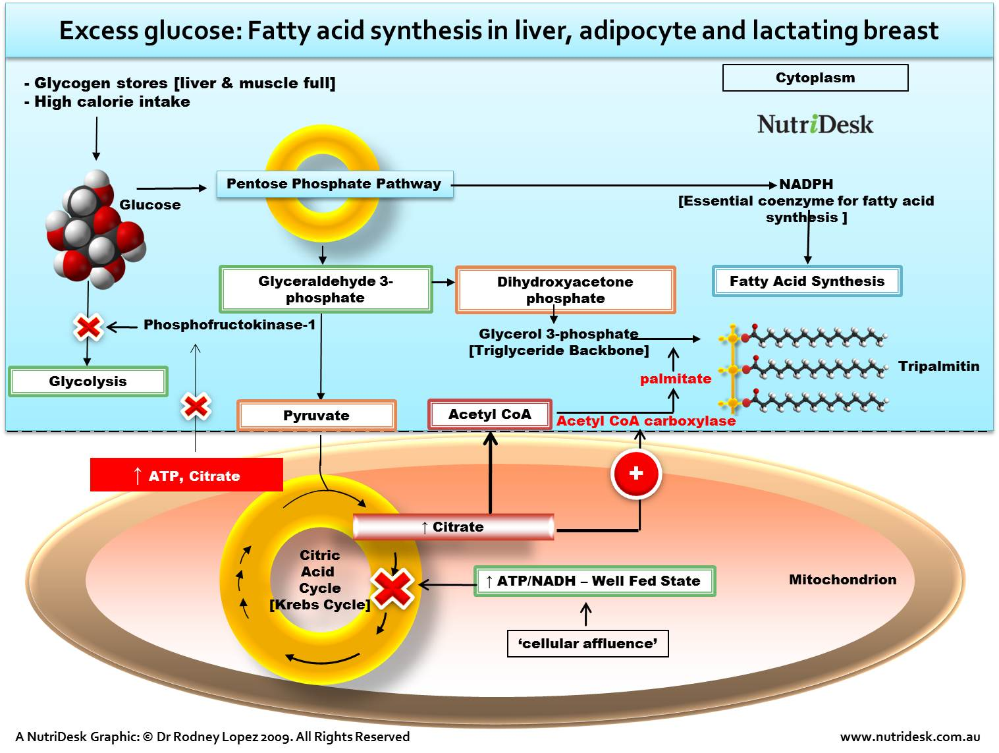 Excess glucose: Fatty acid synthesis in liver, adipocyte and lactating breast
- Glycogen stores [liver & muscle full]
- High calorie intake
Cytoplasm
NutriDesk
Pentose Phosphate Pathway
NADPH
[Essential coenzyme for fatty acid
synthesis ]
Glucose
Glyceraldehyde 3-
phosphate
Dihydroxyacetone
phosphate
Fatty Acid Synthesis
Phosphofructokinase-1
Glycerol 3-phosphate
[Triglyceride Backbone]
Tripalmitin
palmitate
Glycolysis
Pyruvate
Acetyl CoA
Acetyl CoA carboxylase
↑ ATP, Citrate
+
↑ Citrate
Citric
Acid
Cycle
[Krebs Cycle]
↑ ATP/NADH – Well Fed State
Mitochondrion
‘cellular affluence’
A NutriDesk Graphic: © Dr Rodney Lopez 2009. All Rights Reserved
www.nutridesk.com.au